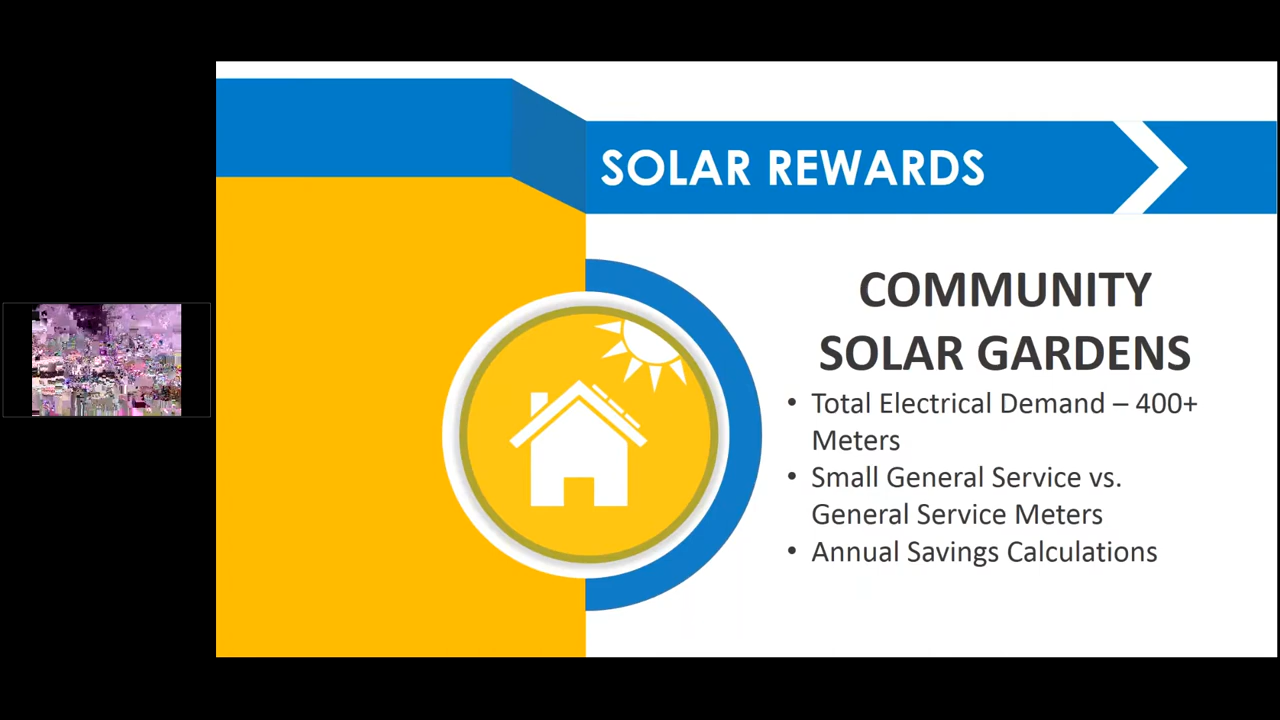 SOLAR REWARDS
COMMUNITY
SOLAR GARDENS
• Total Electrical Demand – 400+
Meters
• Small General Service vs.
General Service Meters
• Annual Savings Calculations